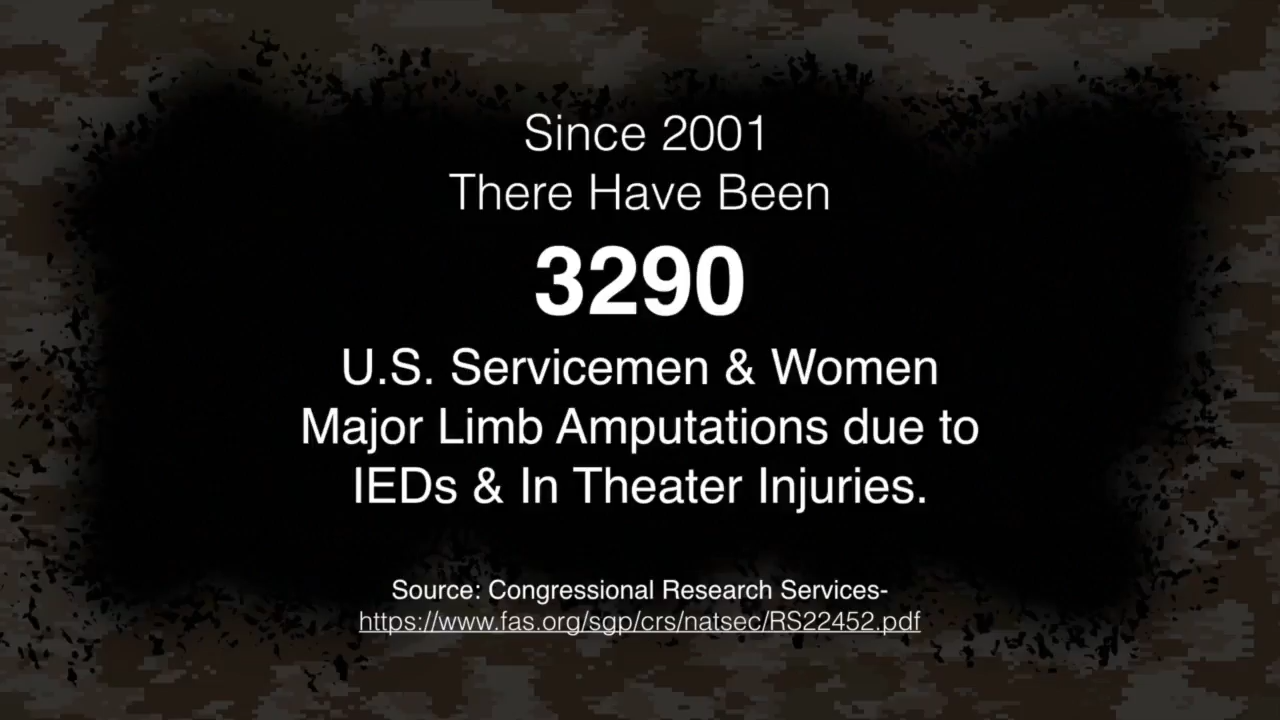 Since 2001
There Have Been
3290
U.S. Servicemen & Women
Major Limb Amputations due to
IEDs & In Theater Injuries.
Source: Congressional Research Services-
https://www.fas.org/sgp/crs/natsec/RS22452.pdf